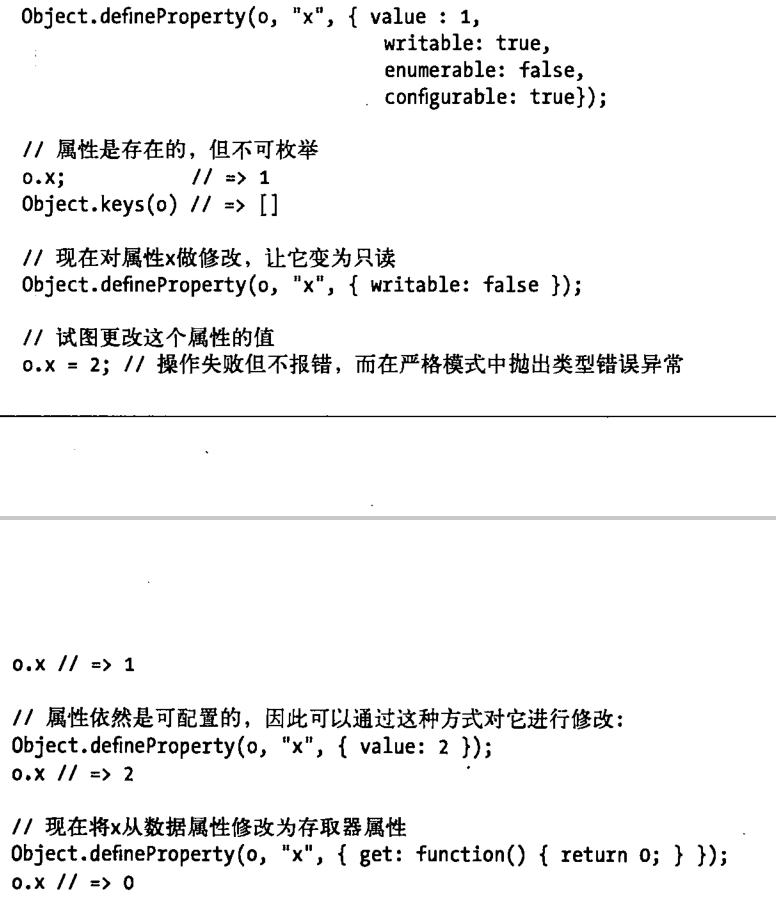 Object.defineProperty(o, "x", { value : 1,
                                writable: true,
                                enumerable: false,
                                configurable: true});
// 属性是存在的，但不可枚举
o.x;           // => 1
Object.keys(o) // => []
// 现在对属性x做修改，让它变为只读
Object.defineProperty(o, "x", { writable: false });
// 试图更改这个属性的值
o.x = 2; // 操作失败但不报错，而在严格模式中抛出类型错误异常
o.x // => 1
// 属性依然是可配置的，因此可以通过这种方式对它进行修改:
Object.defineProperty(o, "x", { value: 2 });
o.x // => 2
// 现在将x从数据属性修改为存取器属性
Object.defineProperty(o, "x", { get: function() { return 0; } });
o.x // => 0